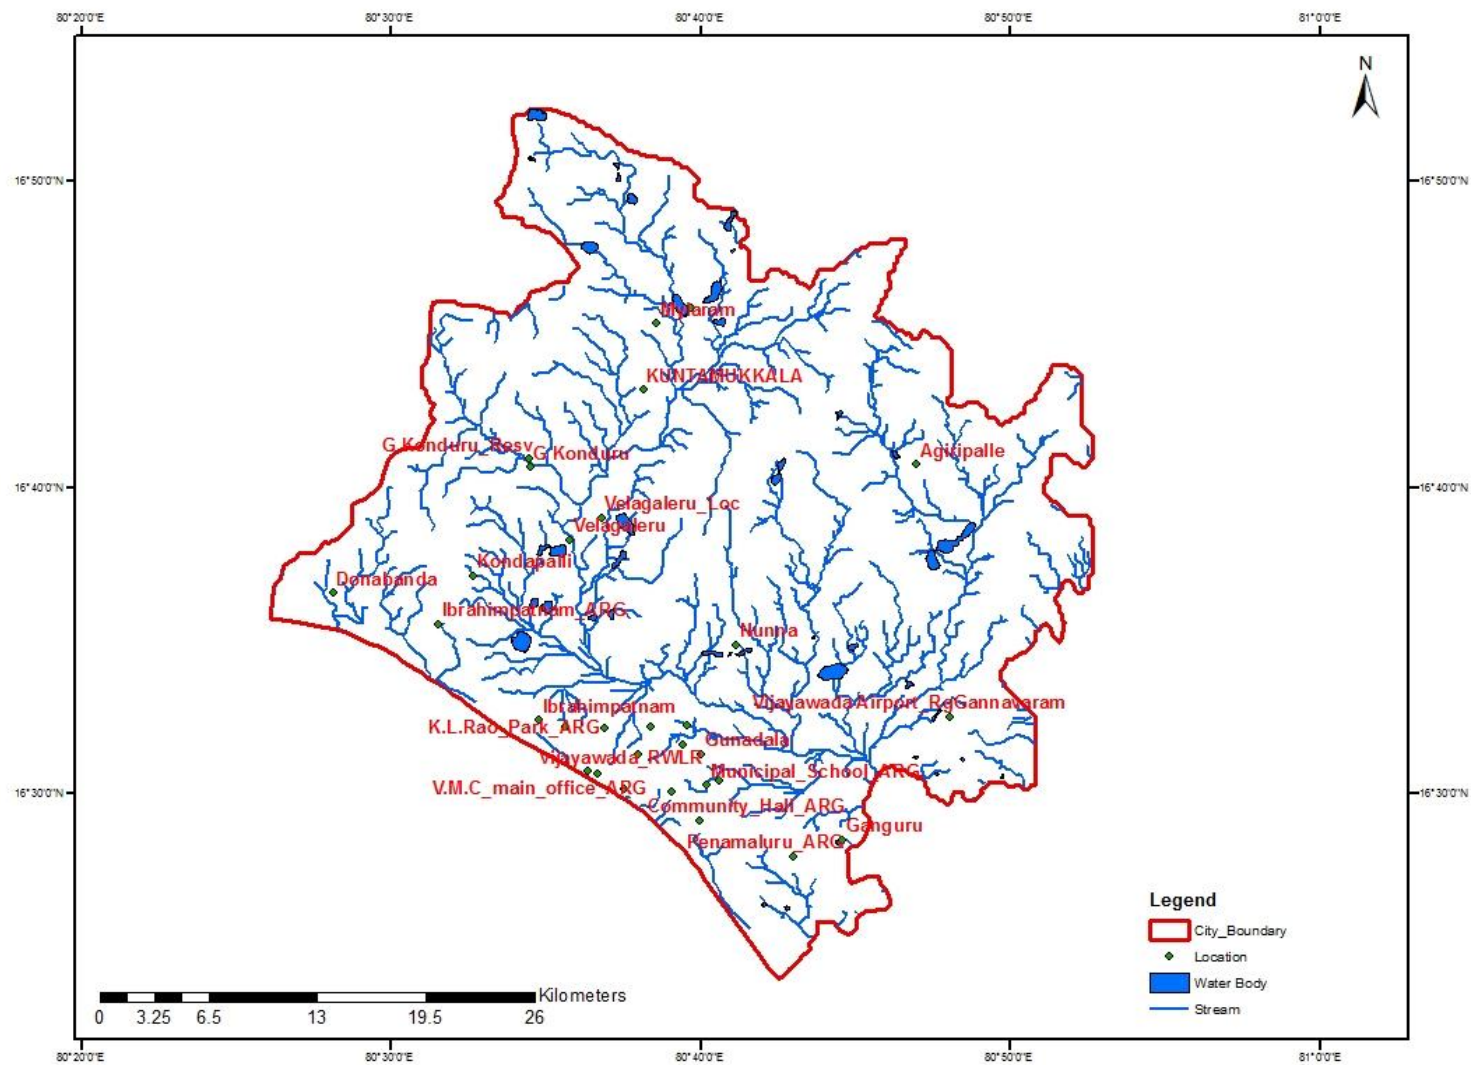 80°20'0"E 80°30'0"E 80°40'0"E 80°50'0"E 81°0'0"E
N
16°50'0"N 16°50'0"N
Mylaram
KUNTAMUKKALA
G.Konduru_Resv G Konduru
Agiripalle
16°40'0"N 16°40'0"N
Velagaleru_Loc
Velagaleru
Kondapalli
Donabanda
Ibrahimpatnam_ARG
Nunna
Ibrahimpatnam
VijayawadaAirport_RgGannavaram
K.L.Rao_Park_ARG
Gunadala
Vijayawada_RWLR
Municipal_School_ARG
V.M.C_main_office_ARG
16°30'0"N 16°30'0"N
Community_Hall_ARG
Ganguru
Penamaluru_ARG
Legend
City_Boundary
Location
Water Body
Stream
Kilometers
0 3.25 6.5 13 19.5 26
80°20'0"E 80°30'0"E 80°40'0"E 80°50'0"E 81°0'0"E